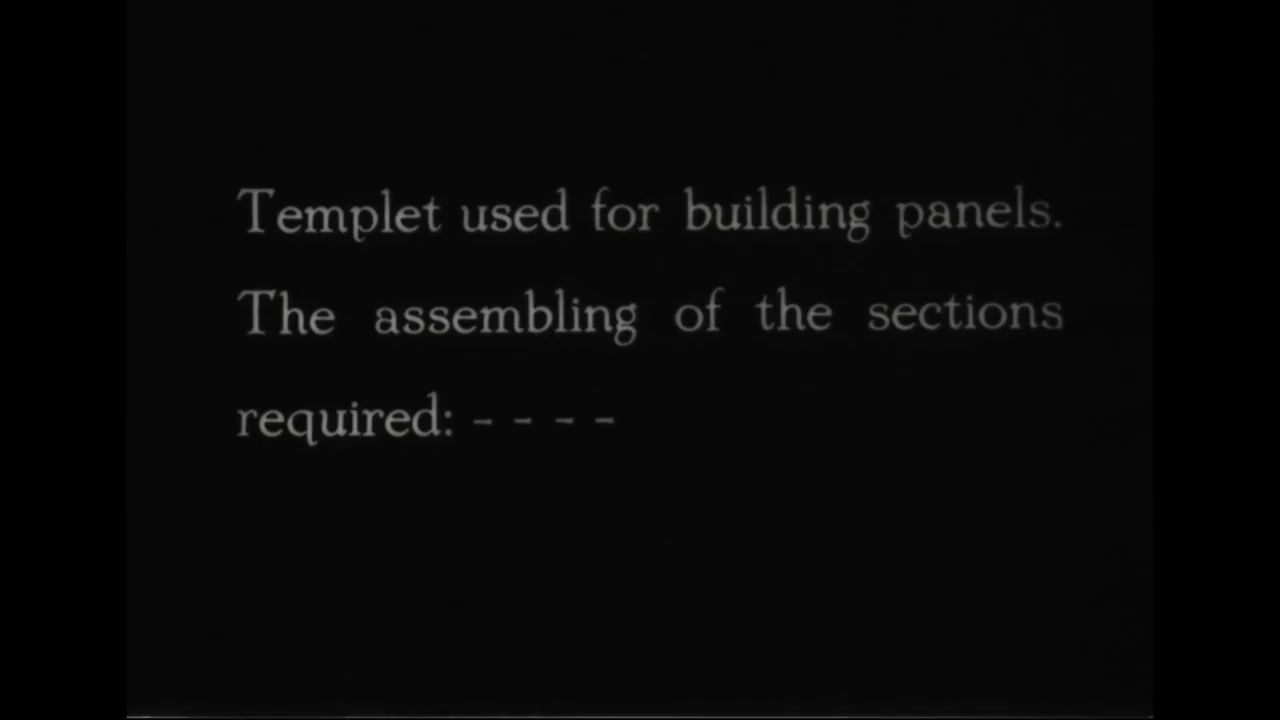 Templet used for building panels.
The assembling of the sections
required: - - - -